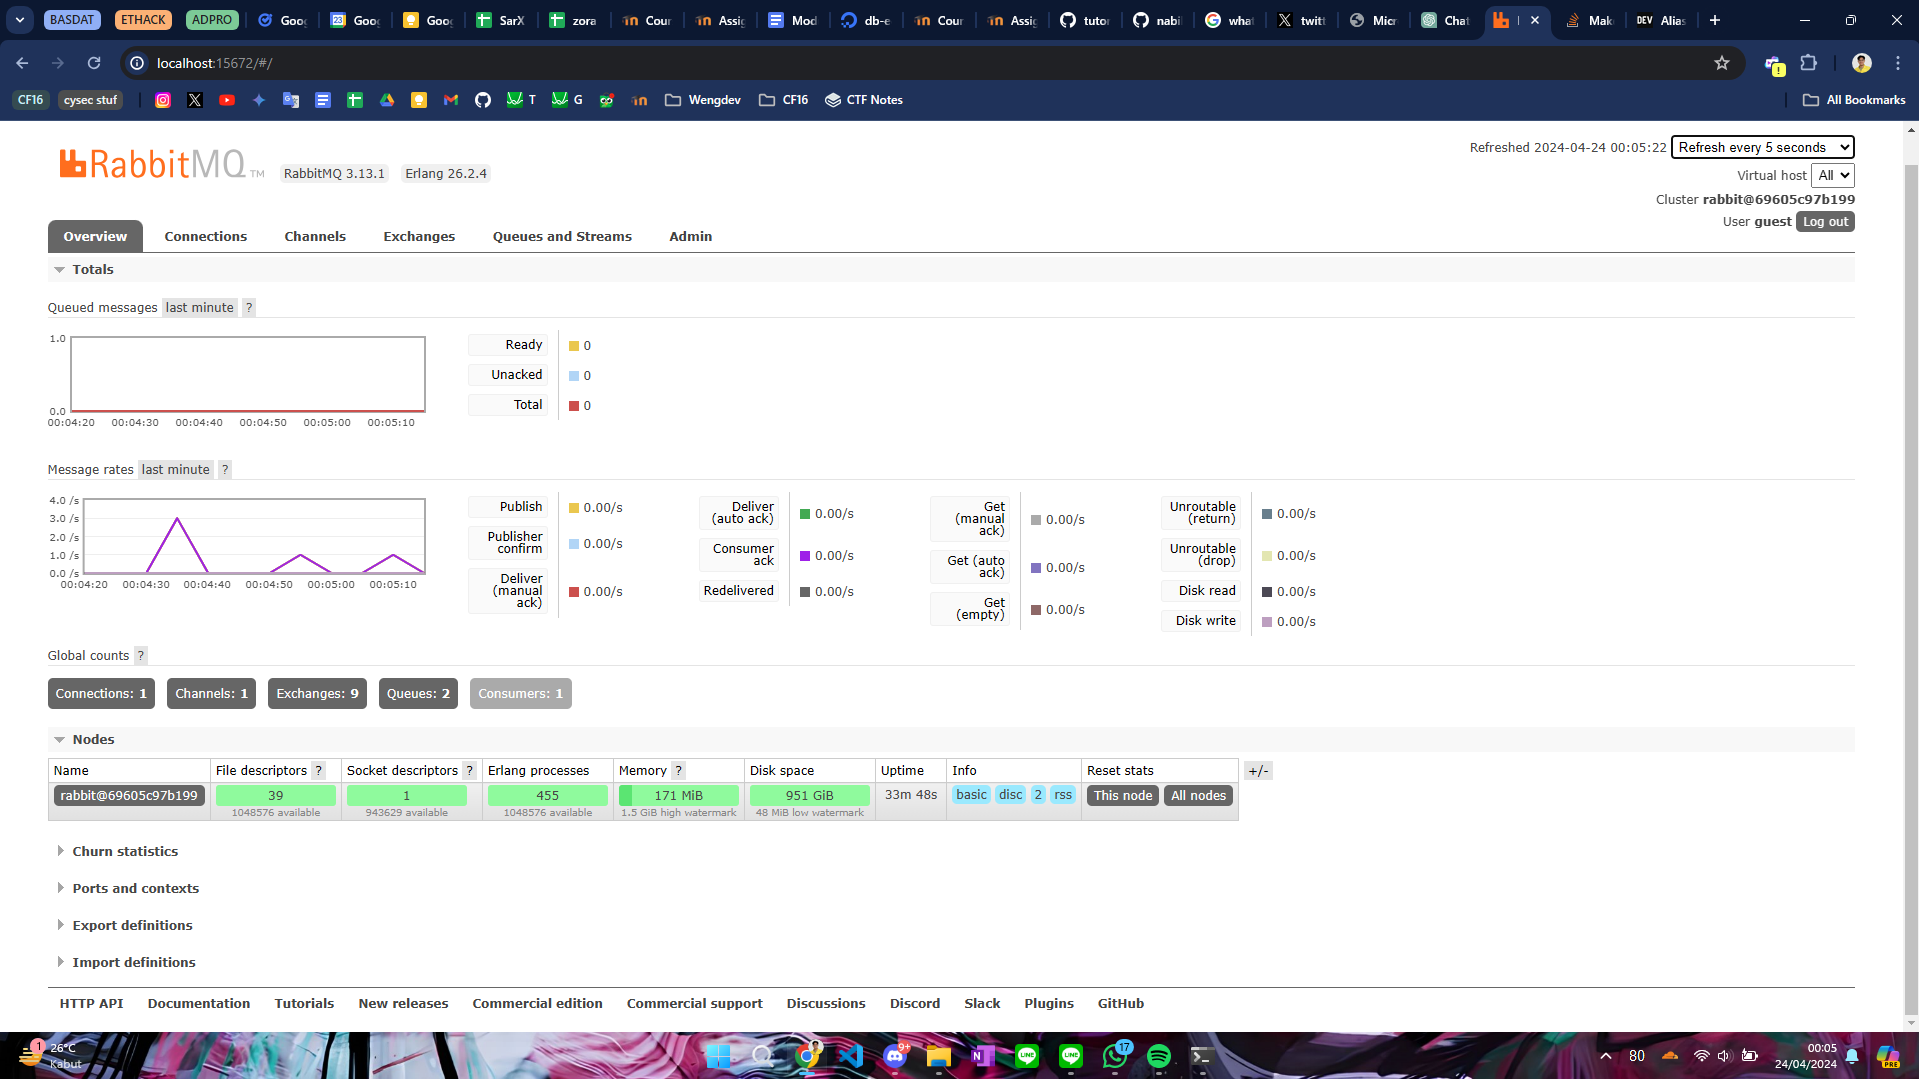 BASDAT ETHACK ADPRO Goo Goo Goo SarX zora Cour Assig Mod db-e Cour Assig tutor nabil what twitt Micr Chat Mak DEV Alias
localhost:15672/#/
CF16 cysec stuf T G Wengdev CF16 CTF Notes All Bookmarks
RabbitMQ TM RabbitMQ 3.13.1 Erlang 26.2.4
Refreshed 2024-04-24 00:05:22 Refresh every 5 seconds
Virtual host All
Cluster rabbit@69605c97b199
User guest Log out
Overview Connections Channels Exchanges Queues and Streams Admin
Totals
Queued messages last minute ?
1.0
0.0
00:04:20 00:04:30 00:04:40 00:04:50 00:05:00 00:05:10
Ready 0
Unacked 0
Total 0
Message rates last minute ?
4.0 /s
3.0 /s
2.0 /s
1.0 /s
0.0 /s
00:04:20 00:04:30 00:04:40 00:04:50 00:05:00 00:05:10
Publish 0.00/s
Publisher confirm 0.00/s
Deliver (manual ack) 0.00/s
Deliver (auto ack) 0.00/s
Consumer ack 0.00/s
Redelivered 0.00/s
Get (manual ack) 0.00/s
Get (auto ack) 0.00/s
Get (empty) 0.00/s
Unroutable (return) 0.00/s
Unroutable (drop) 0.00/s
Disk read 0.00/s
Disk write 0.00/s
Global counts ?
Connections: 1 Channels: 1 Exchanges: 9 Queues: 2 Consumers: 1
Nodes
Name File descriptors ? Socket descriptors ? Erlang processes Memory ? Disk space Uptime Info Reset stats +/-
rabbit@69605c97b199 39 1 455 171 MiB 951 GiB 33m 48s basic disc 2 rss This node All nodes
1048576 available 943629 available 1048576 available 1.5 GiB high watermark 48 MiB low watermark
Churn statistics
Ports and contexts
Export definitions
Import definitions
HTTP API Documentation Tutorials New releases Commercial edition Commercial support Discussions Discord Slack Plugins GitHub
1 26°C
Kabut
9+ 17 80
00:05
24/04/2024
PRE